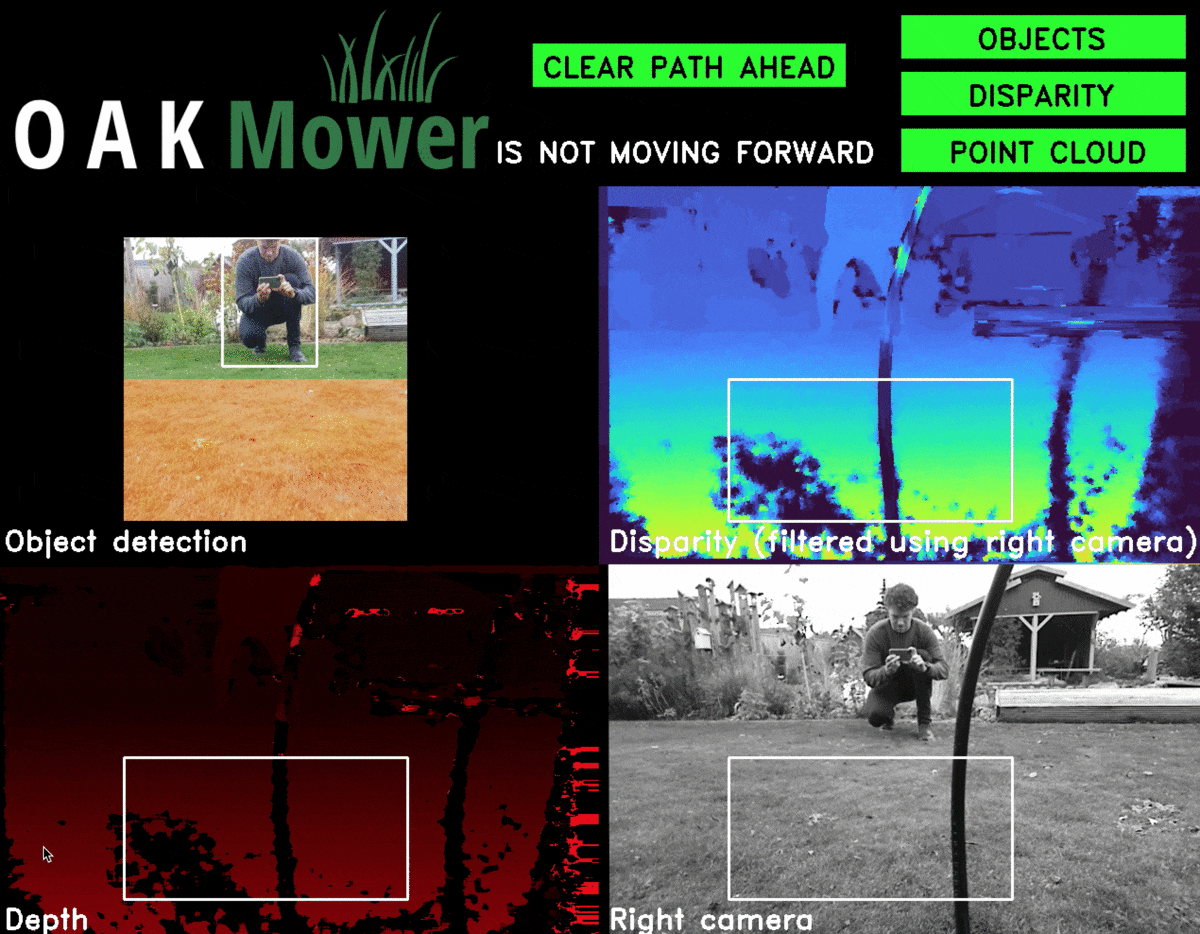 OAK Mower
CLEAR PATH AHEAD
IS NOT MOVING FORWARD
OBJECTS
DISPARITY
POINT CLOUD
Object detection
Disparity (filtered using right camera)
Depth
Right camera